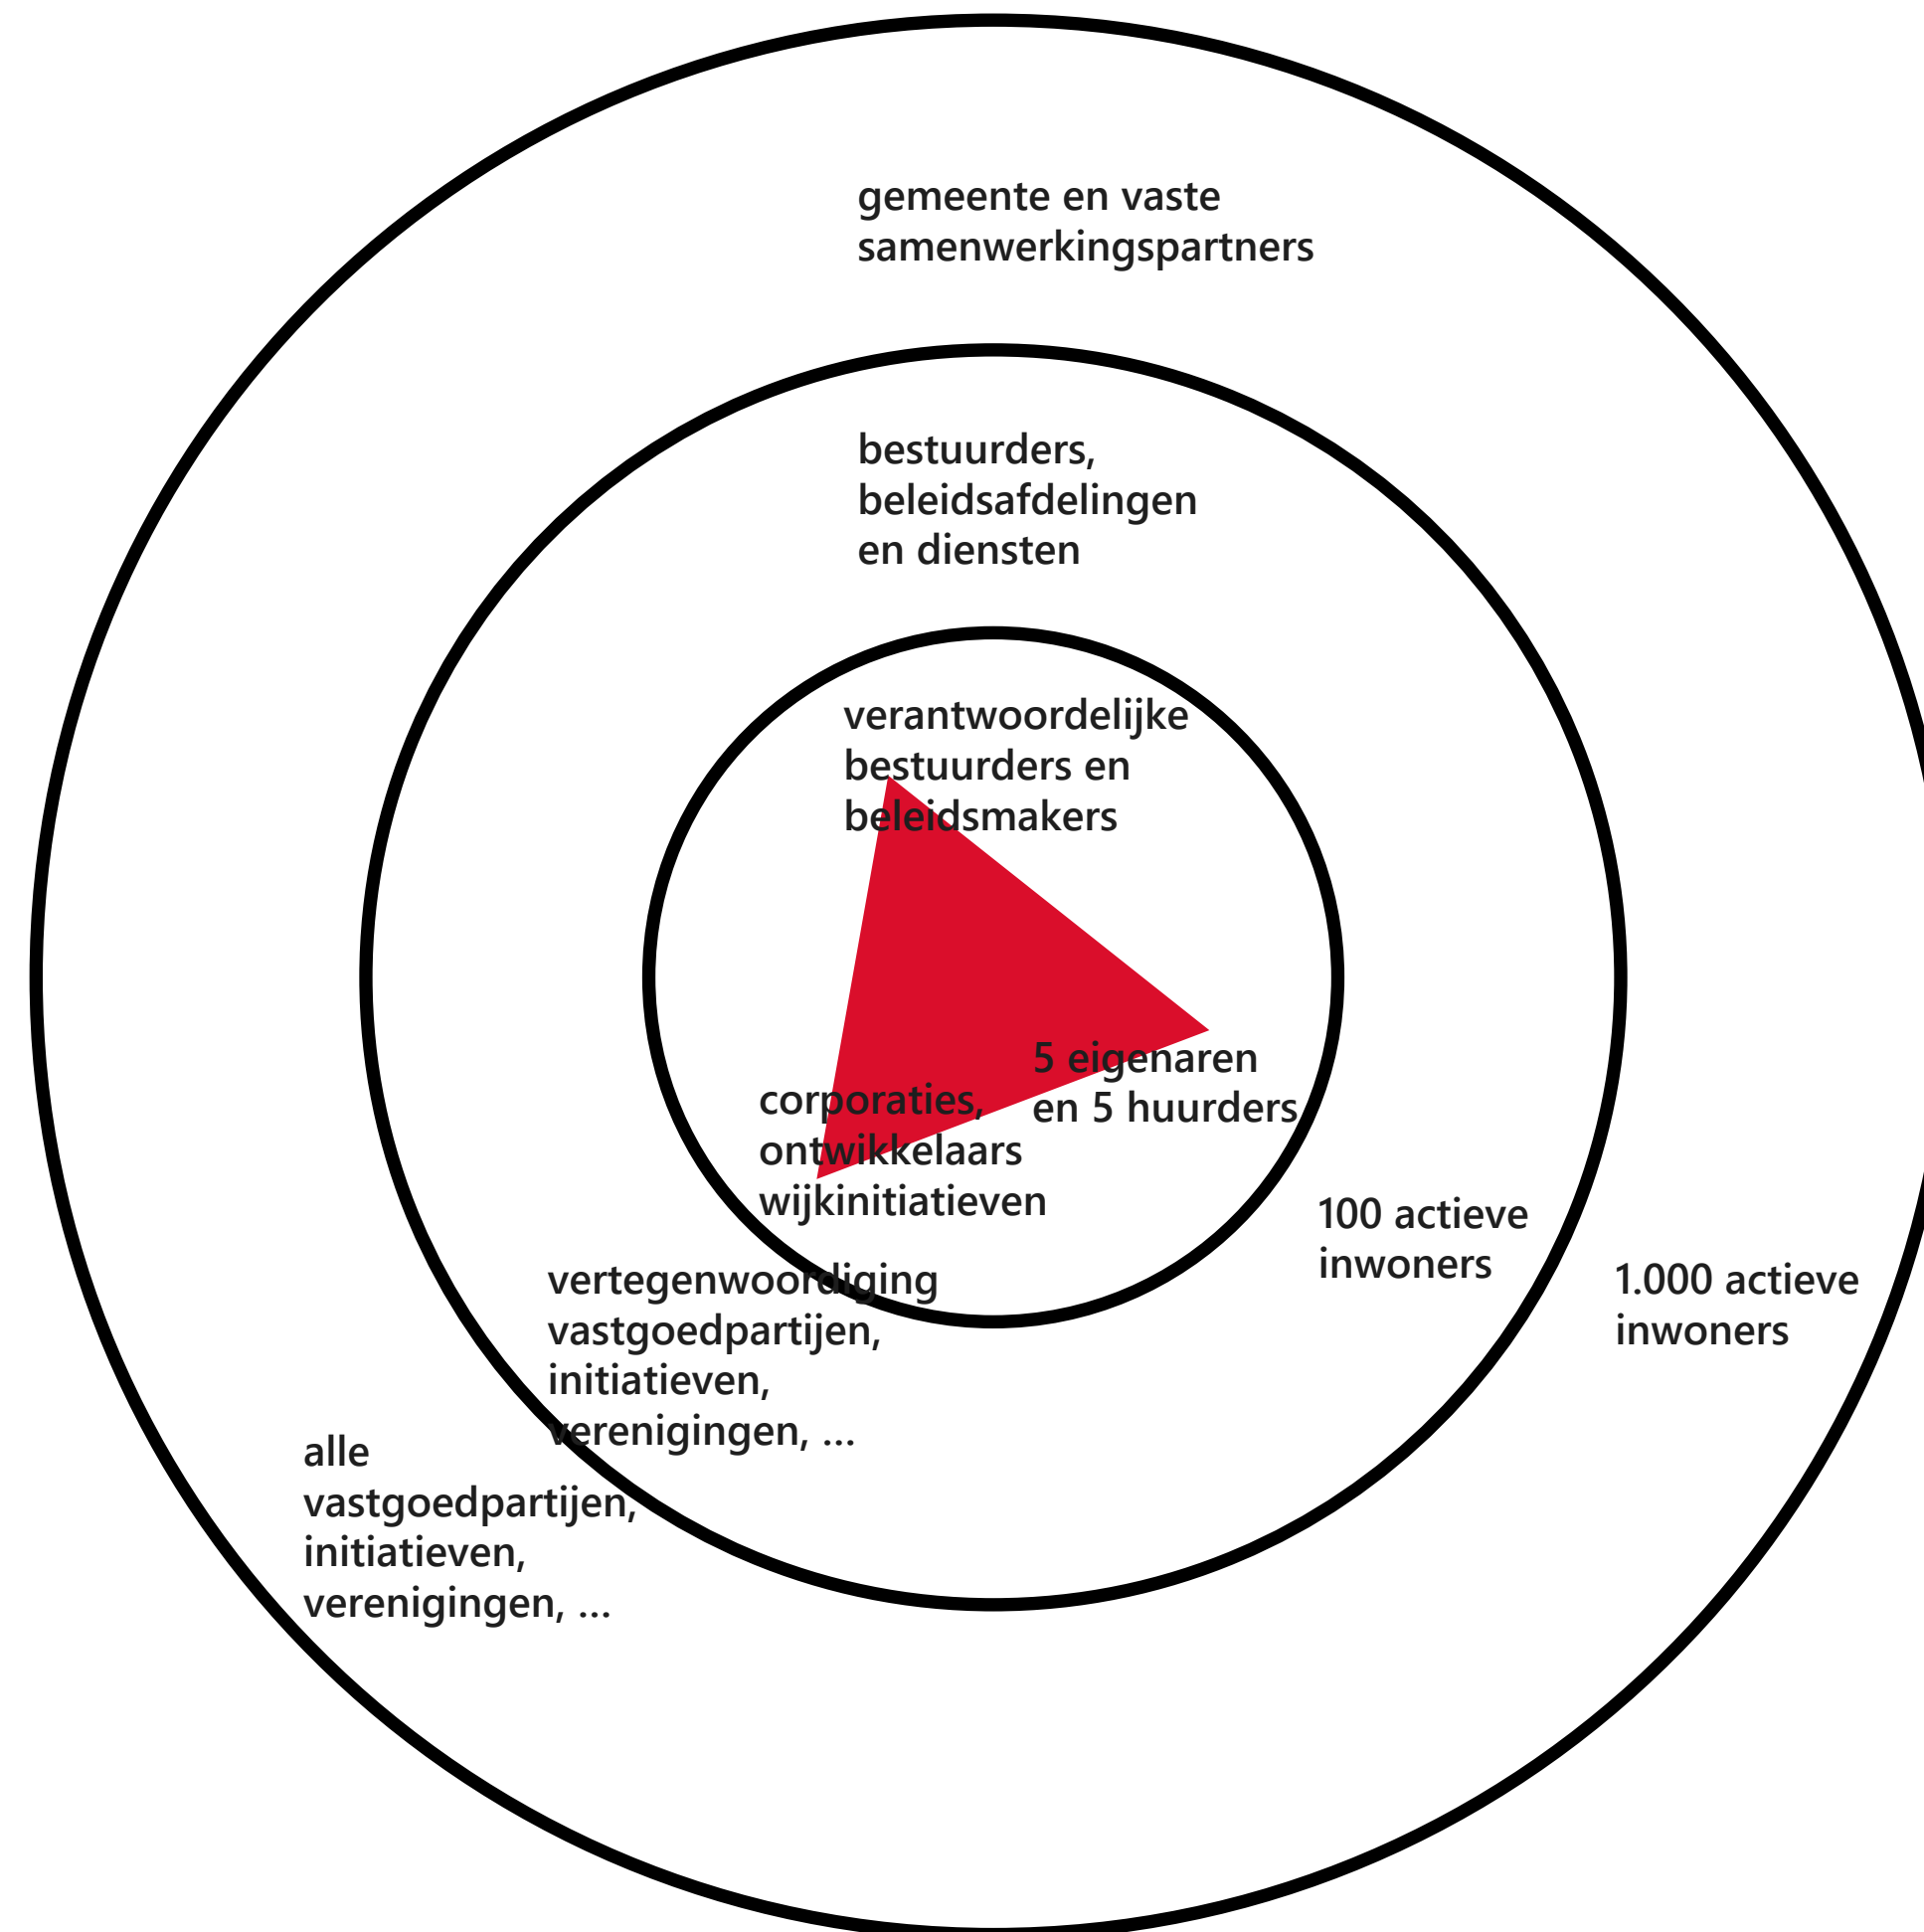 gemeente en vaste
samenwerkingspartners
bestuurders,
beleidsafdelingen
en diensten
verantwoordelijke
bestuurders en
beleidsmakers
5 eigenaren
en 5 huurders
corporaties,
ontwikkelaars
wijkinitiatieven
100 actieve
inwoners
1.000 actieve
inwoners
vertegenwoordiging
vastgoedpartijen,
initiatieven,
verenigingen, ...
alle
vastgoedpartijen,
initiatieven,
verenigingen, ...